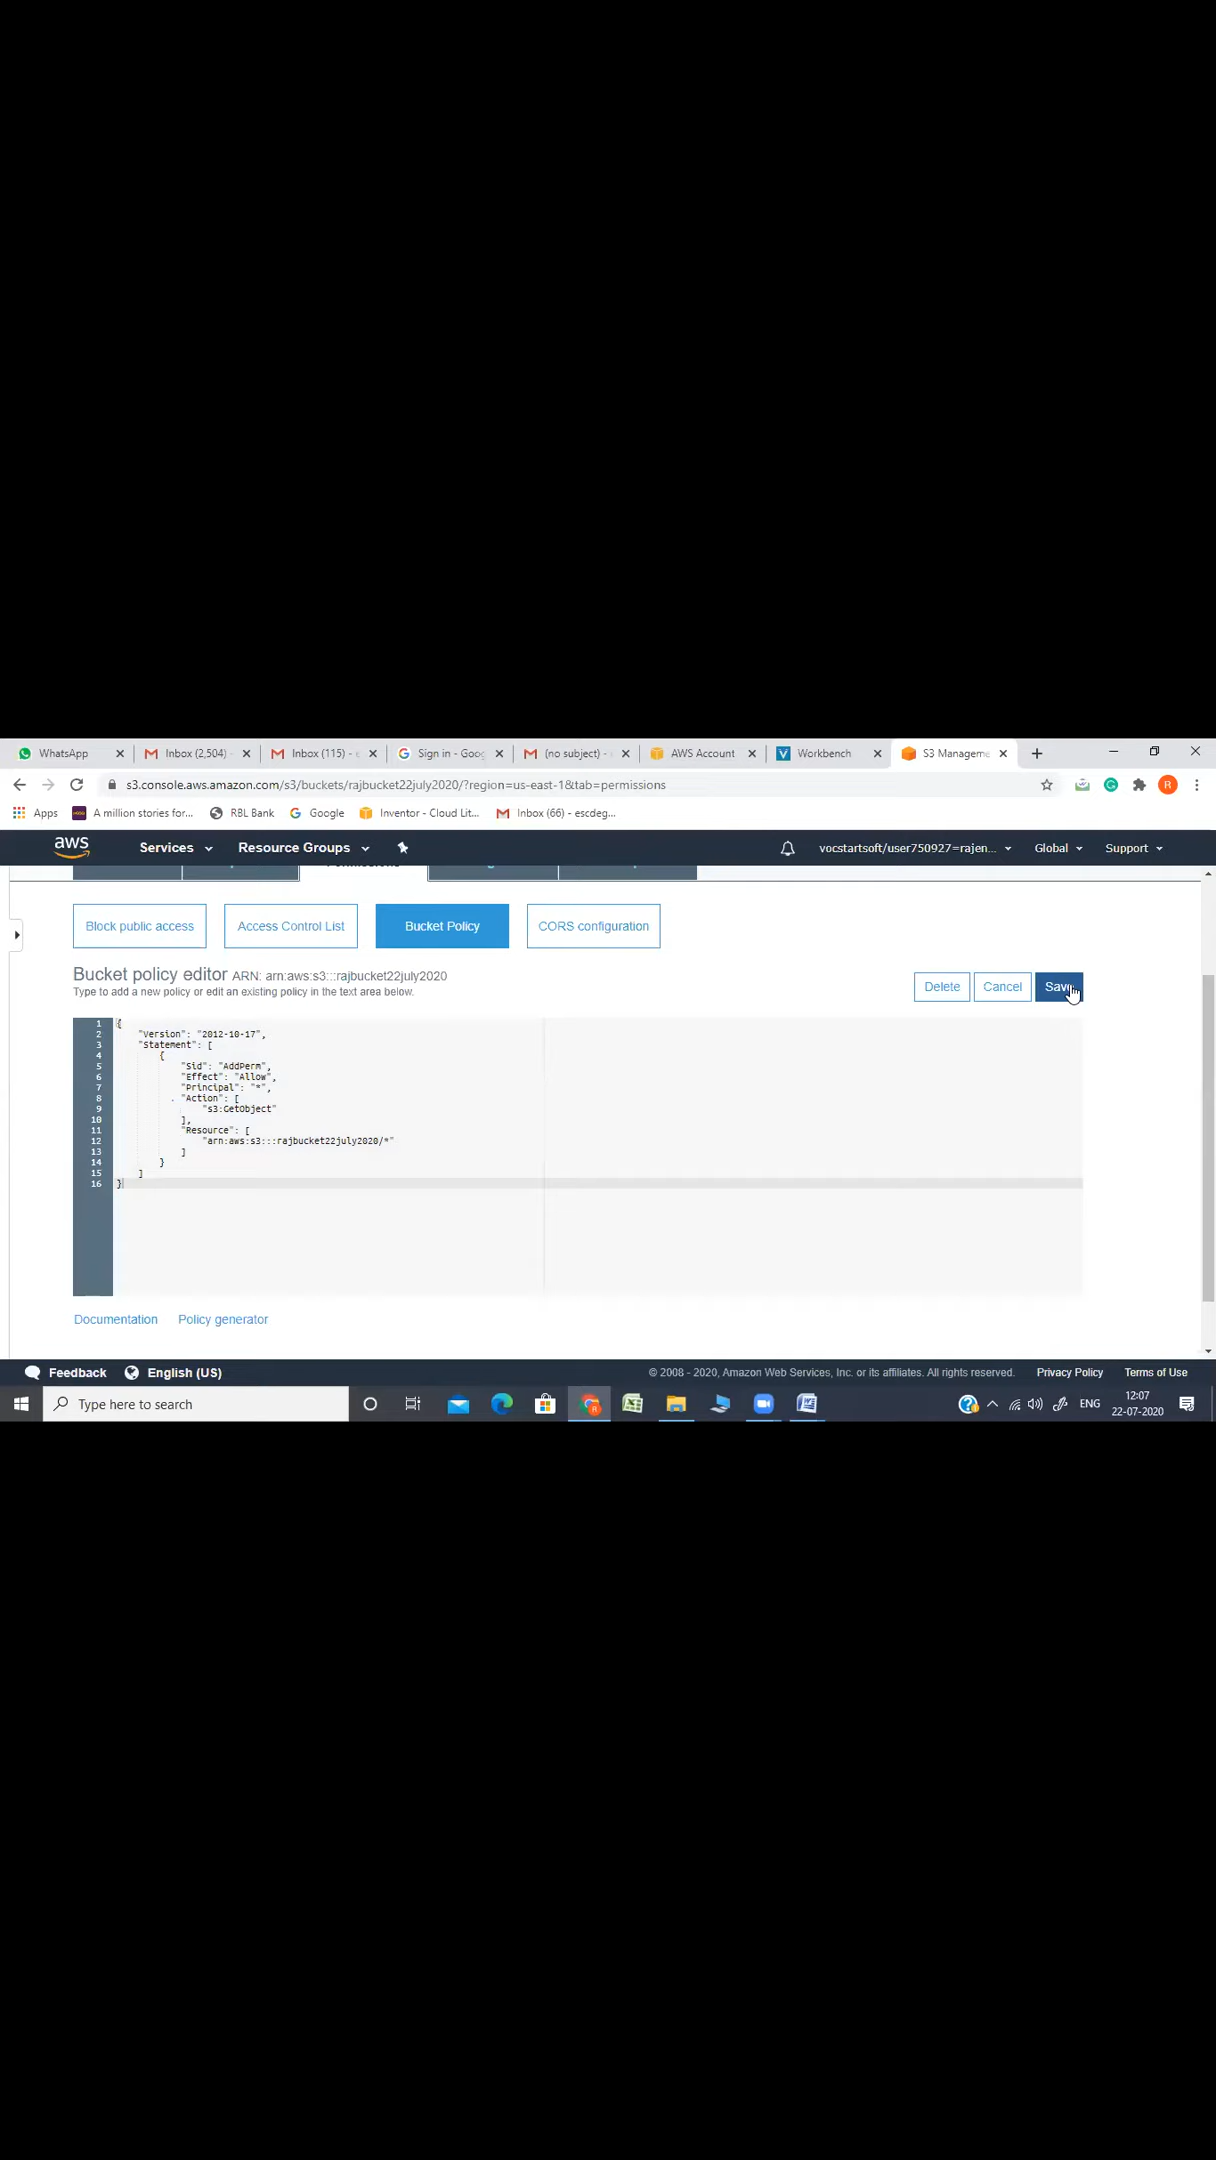 WhatsApp
Inbox (2,504) -
Inbox (115) - e
Sign in - Goog
(no subject) -
AWS Account
Workbench
S3 Manageme
s3.console.aws.amazon.com/s3/buckets/rajbucket22july2020/?region=us-east-1&tab=permissions
R
Apps
A million stories for...
RBL Bank
Google
Inventor - Cloud Lit...
Inbox (66) - escdeg...
aws
Services
Resource Groups
vocstartsoft/user750927=rajen...
Global
Support
Block public access
Access Control List
Bucket Policy
CORS configuration
Bucket policy editor ARN: arn:aws:s3:::rajbucket22july2020
Type to add a new policy or edit an existing policy in the text area below.
Delete
Cancel
Save
1 {
2 "Version": "2012-10-17",
3 "Statement": [
4 {
5 "Sid": "AddPerm",
6 "Effect": "Allow",
7 "Principal": "*",
8 "Action": [
9 "s3:GetObject"
10 ],
11 "Resource": [
12 "arn:aws:s3:::rajbucket22july2020/*"
13 ]
14 }
15 ]
16 }
Documentation
Policy generator
Feedback
English (US)
© 2008 - 2020, Amazon Web Services, Inc. or its affiliates. All rights reserved.
Privacy Policy
Terms of Use
Type here to search
ENG
12:07
22-07-2020